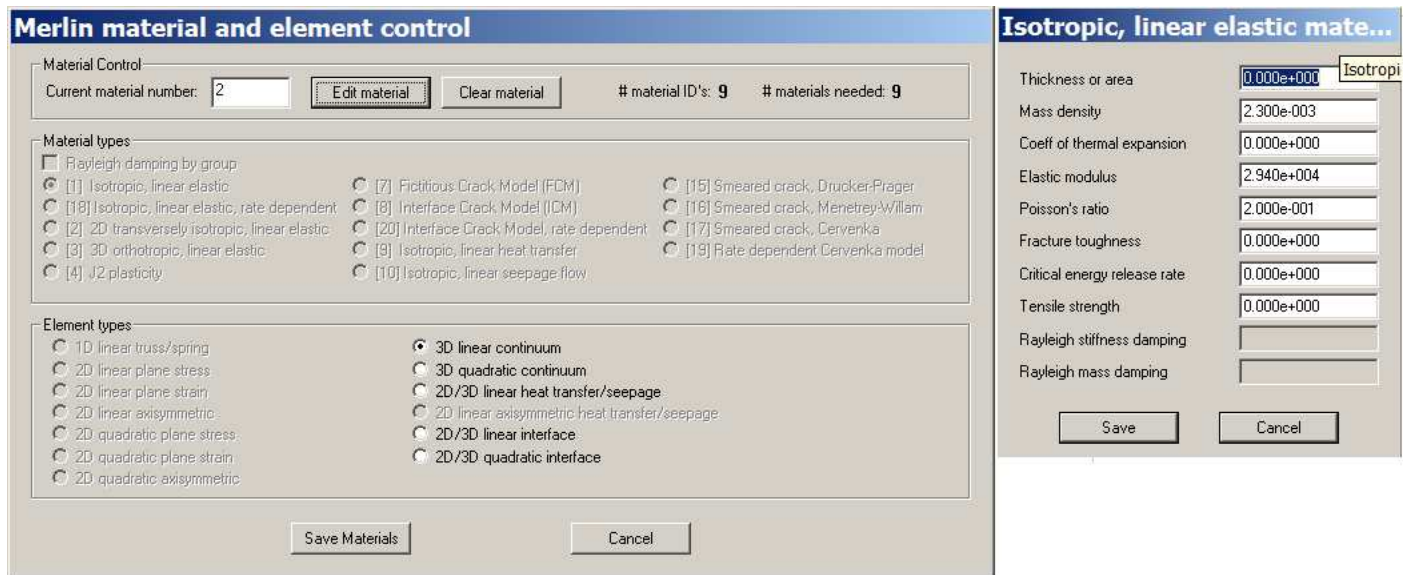 Merlin material and element control
Material Control
Current material number: 2 Edit material Clear material # material ID's: 9 # materials needed: 9
Material types
Rayleigh damping by group
[1] Isotropic, linear elastic
[18] Isotropic, linear elastic, rate dependent
[2] 2D transversely isotropic, linear elastic
[3] 3D orthotropic, linear elastic
[4] J2 plasticity
[7] Fictitious Crack Model (FCM)
[8] Interface Crack Model (ICM)
[20] Interface Crack Model, rate dependent
[9] Isotropic, linear heat transfer
[10] Isotropic, linear seepage flow
[15] Smeared crack, Drucker-Prager
[16] Smeared crack, Menetrey-Willam
[17] Smeared crack, Cervenka
[19] Rate dependent Cervenka model
Element types
1D linear truss/spring
2D linear plane stress
2D linear plane strain
2D linear axisymmetric
2D quadratic plane stress
2D quadratic plane strain
2D quadratic axisymmetric
3D linear continuum
3D quadratic continuum
2D/3D linear heat transfer/seepage
2D linear axisymmetric heat transfer/seepage
2D/3D linear interface
2D/3D quadratic interface
Save Materials Cancel
Isotropic, linear elastic mate...
Isotropi
Thickness or area 0.000e+000
Mass density 2.300e-003
Coeff of thermal expansion 0.000e+000
Elastic modulus 2.940e+004
Poisson's ratio 2.000e-001
Fracture toughness 0.000e+000
Critical energy release rate 0.000e+000
Tensile strength 0.000e+000
Rayleigh stiffness damping
Rayleigh mass damping
Save Cancel